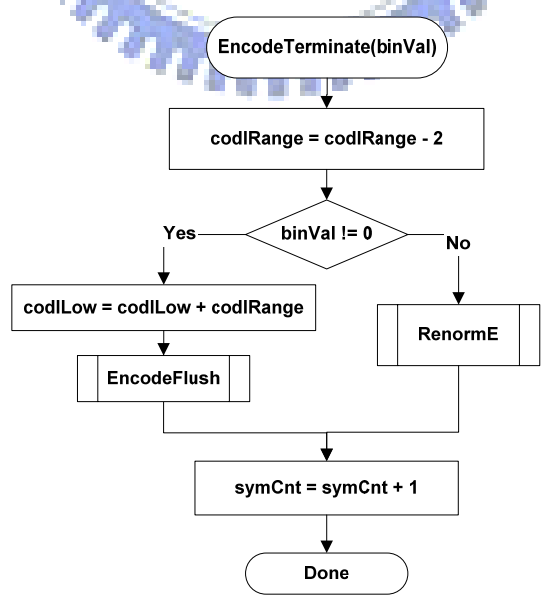 EncodeTerminate(binVal)
codIRange = codIRange - 2
binVal != 0
Yes
No
codILow = codILow + codIRange
RenormE
EncodeFlush
symCnt = symCnt + 1
Done